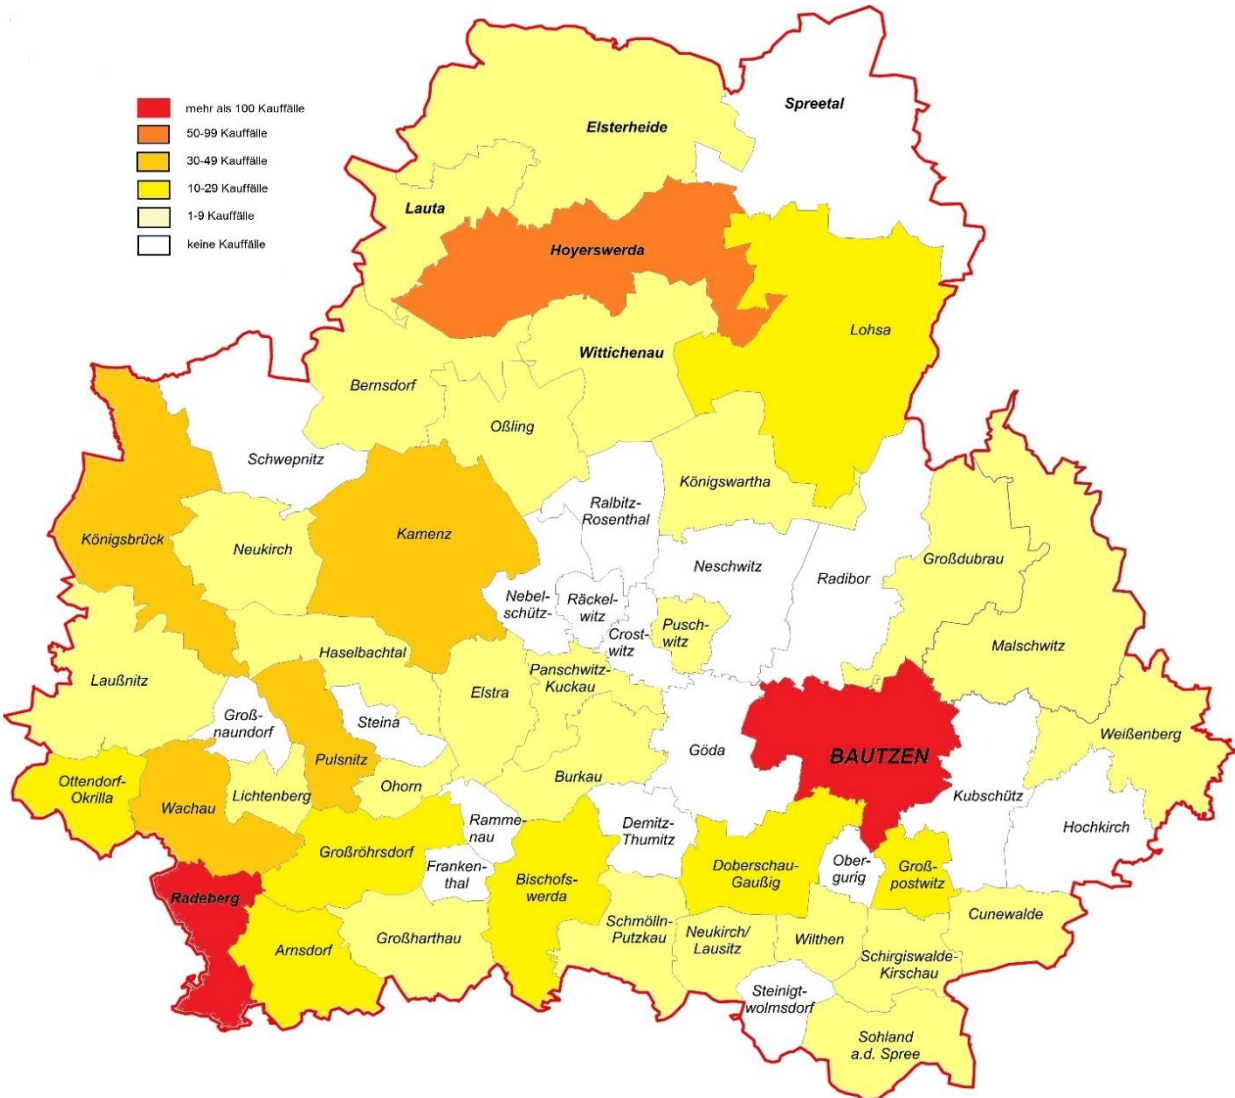 mehr als 100 Kauffälle
50-99 Kauffälle
30-49 Kauffälle
10-29 Kauffälle
1-9 Kauffälle
keine Kauffälle
Spreetal
Elsterheide
Lauta
Hoyerswerda
Lohsa
Wittichenau
Bernsdorf
Oßling
Schwepnitz
Königswartha
Ralbitz-
Rosenthal
Königsbrück
Neukirch
Kamenz
Neschwitz
Radibor
Großdubrau
Nebel-
schütz-
Räckel-
witz
Crost-
witz
Pusch-
witz
Malschwitz
Haselbachtal
Laußnitz
Elstra
Panschwitz-
Kuckau
Groß-
naundorf
Steina
Göda
BAUTZEN
Weißenberg
Pulsnitz
Burkau
Ottendorf-
Okrilla
Wachau
Lichtenberg
Ohorn
Kubschütz
Hochkirch
Ramme-
nau
Demitz-
Thumitz
Großröhrsdorf
Franken-
thal
Bischofs-
werda
Doberschau-
Gaußig
Ober-
gurig
Groß-
postwitz
Radeberg
Arnsdorf
Großharthau
Schmölln-
Putzkau
Neukirch/
Lausitz
Wilthen
Cunewalde
Schirgiswalde-
Kirschau
Steinigt-
wolmsdorf
Sohland
a.d. Spree